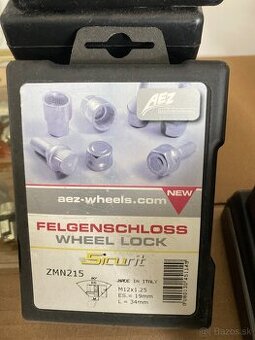 AEZ
aez-wheels.com
NEW
FELGENSCHLOSS
WHEEL LOCK
Sicurit
ZMN215
MADE IN ITALY
M12x1.25
ES.= 19mm
L = 34mm
Bazos.sk